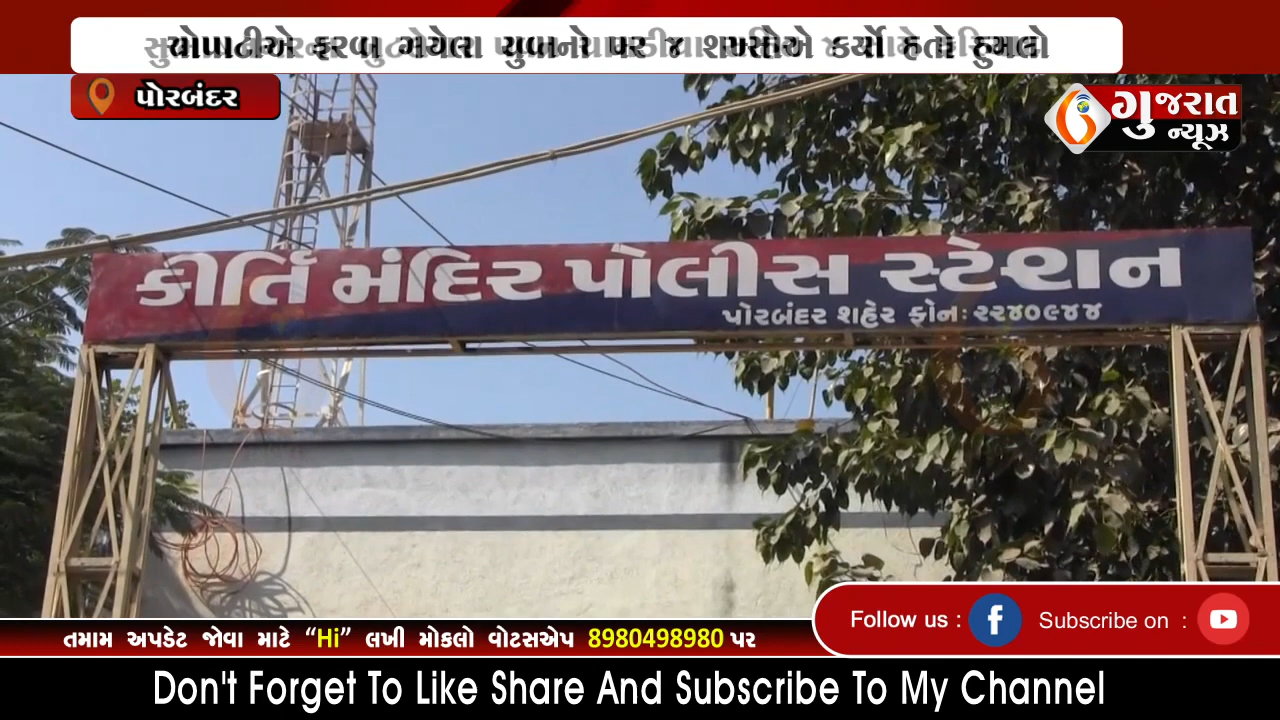 ચોપાટીએ ફરવા ગયેલા યુવાનો પર ૪ શખ્સોએ કર્યો હતો હુમલો
પોરબંદર
ગુજરાત
ન્યૂઝ
કીર્તિ મંદિર પોલીસ સ્ટેશન
પોરબંદર શહેર ફોન: ૨૨૪૦૯૪૪
Follow us :
Subscribe on :
તમામ અપડેટ જોવા માટે “Hi” લખી મોકલો વોટસએપ 8980498980 પર
Don't Forget To Like Share And Subscribe To My Channel